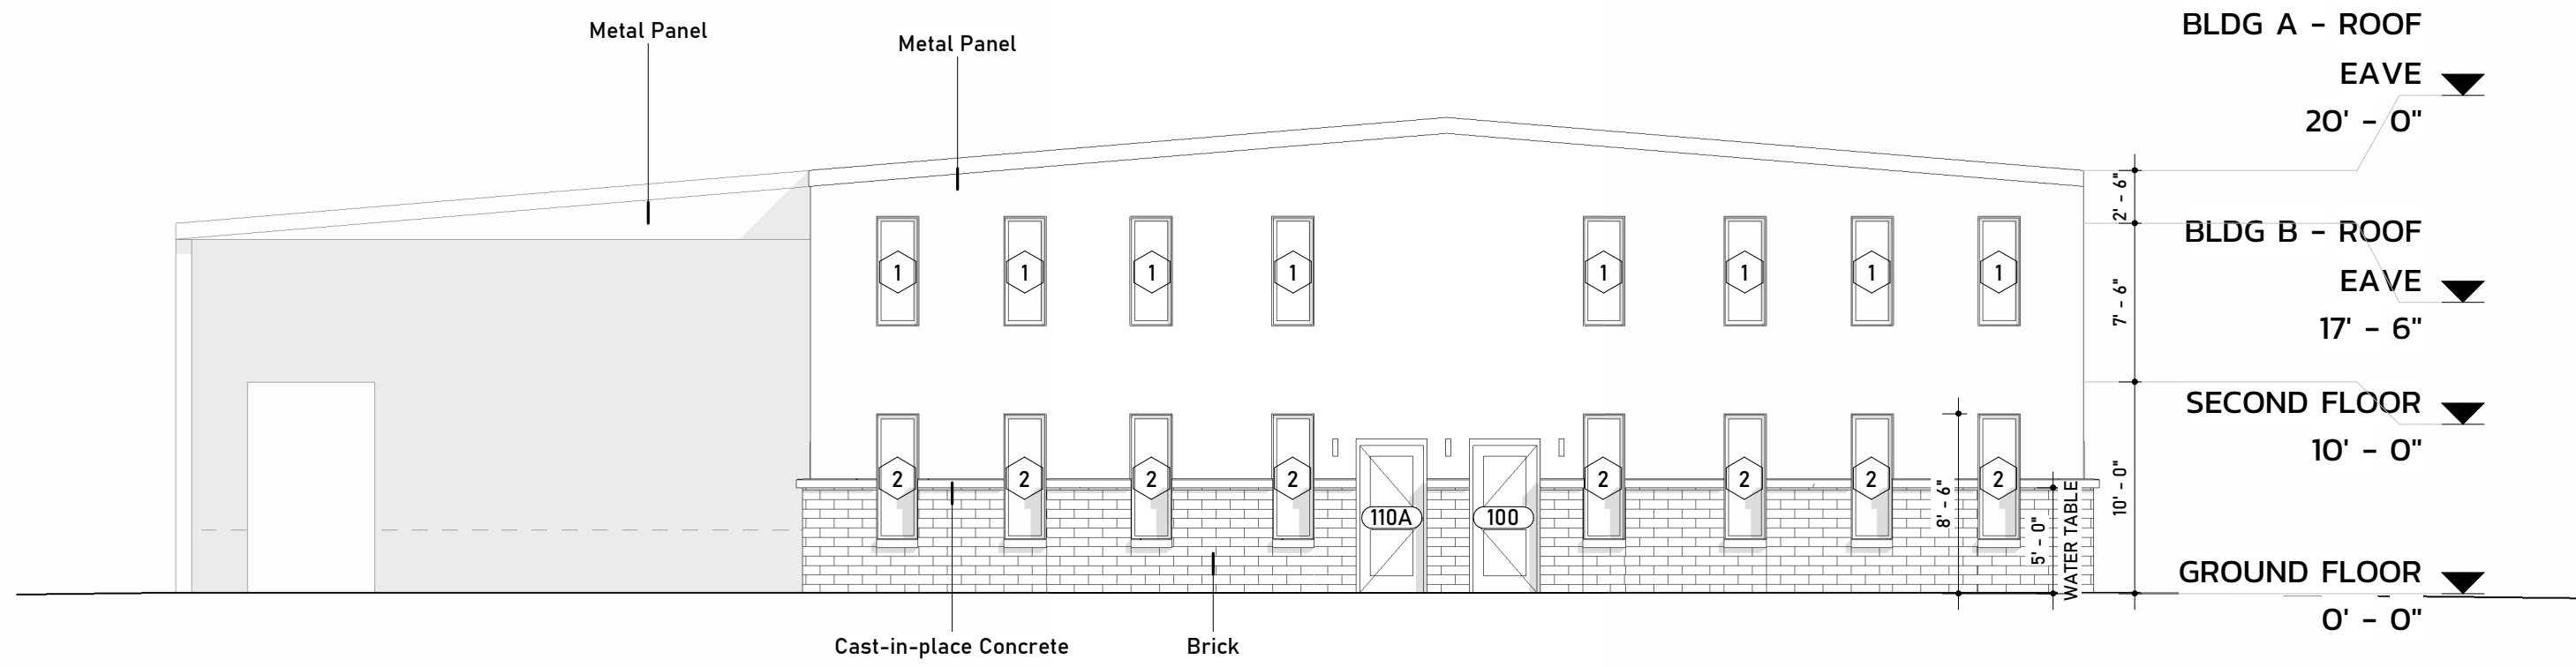 BLDG A - ROOF
Metal Panel
Metal Panel
EAVE
20' - 0"
2' - 6"
BLDG B - ROOF
1 1 1 1 1 1 1 1
EAVE
7' - 6"
17' - 6"
SECOND FLOOR
10' - 0"
2 2 2 2 2 2 2 2
10' - 0"
8' - 6"
110A 100
5' - 0"
WATER TABLE
GROUND FLOOR
0' - 0"
Cast-in-place Concrete
Brick